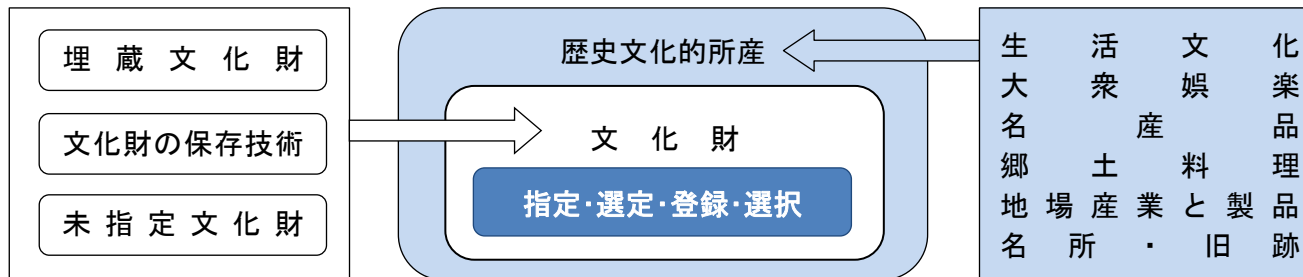 埋蔵文化財
文化財の保存技術
未指定文化財
歴史文化的所産
文化財
指定・選定・登録・選択
生活文化
大衆娯楽
名産品
郷土料理
地場産業と製品
名所・旧跡